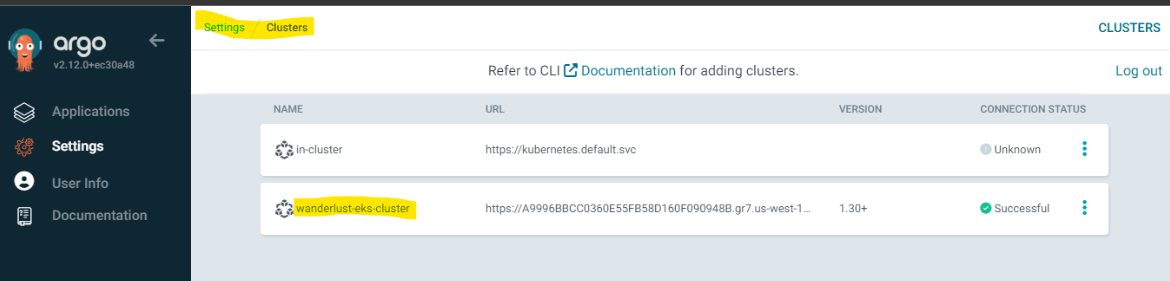 Settings / Clusters
CLUSTERS
argo
v2.12.0+ec30a48
Refer to CLI Documentation for adding clusters.
Log out
Applications
Settings
User Info
Documentation
NAME URL VERSION CONNECTION STATUS
in-cluster https://kubernetes.default.svc Unknown
wanderlust-eks-cluster https://A9996BBCC0360E55FB58D160F090948B.gr7.us-west-1... 1.30+ Successful